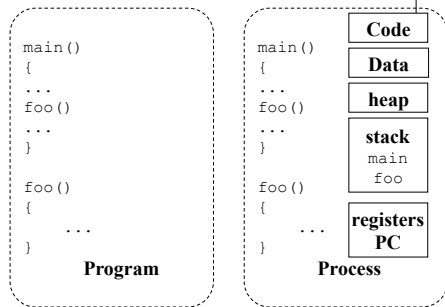 main()
{
...
foo()
...
}
foo()
{
...
}
Program
main()
{
...
foo()
...
}
foo()
{
...
}
Code
Data
heap
stack
main
foo
registers
PC
Process